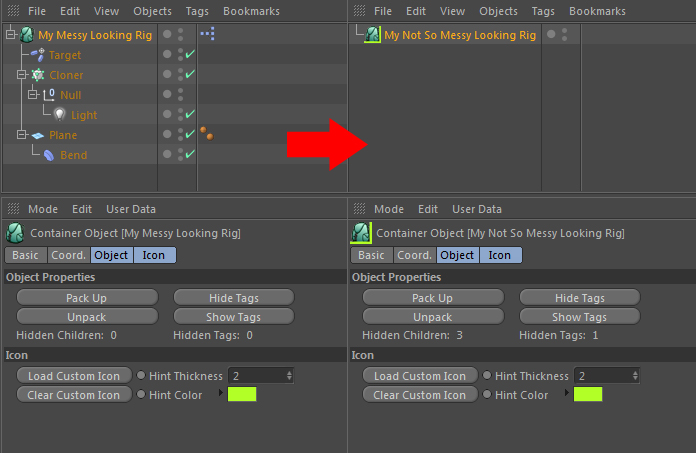 File Edit View Objects Tags Bookmarks
My Messy Looking Rig
Target
Cloner
Null
Light
Plane
Bend
File Edit View Objects Tags Bookmarks
My Not So Messy Looking Rig
Mode Edit User Data
Container Object [My Messy Looking Rig]
Basic Coord. Object Icon
Object Properties
Pack Up Hide Tags
Unpack Show Tags
Hidden Children: 0 Hidden Tags: 0
Icon
Load Custom Icon Hint Thickness 2
Clear Custom Icon Hint Color
Mode Edit User Data
Container Object [My Not So Messy Looking Rig]
Basic Coord. Object Icon
Object Properties
Pack Up Hide Tags
Unpack Show Tags
Hidden Children: 3 Hidden Tags: 1
Icon
Load Custom Icon Hint Thickness 2
Clear Custom Icon Hint Color